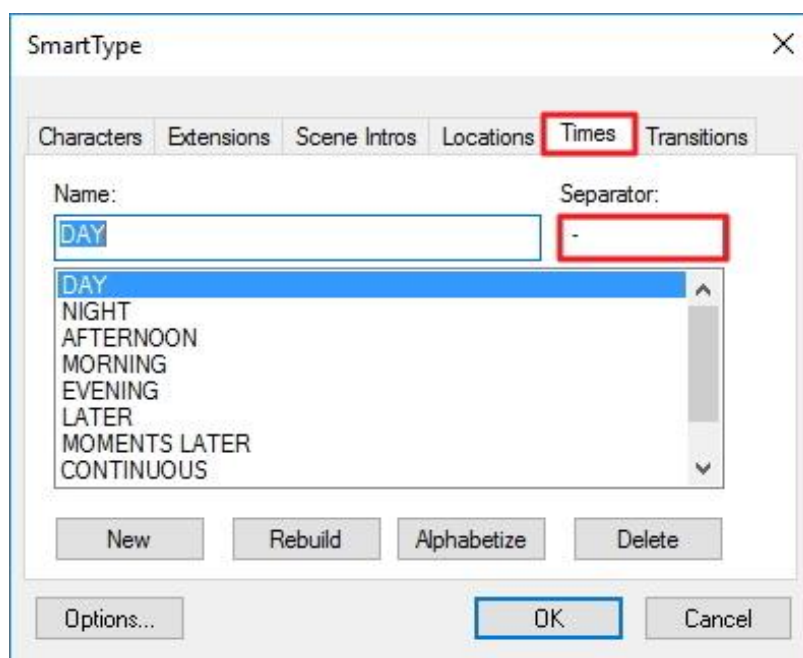 SmartType
Characters Extensions Scene Intros Locations Times Transitions
Name: Separator:
DAY -
DAY
NIGHT
AFTERNOON
MORNING
EVENING
LATER
MOMENTS LATER
CONTINUOUS
New Rebuild Alphabetize Delete
Options... OK Cancel